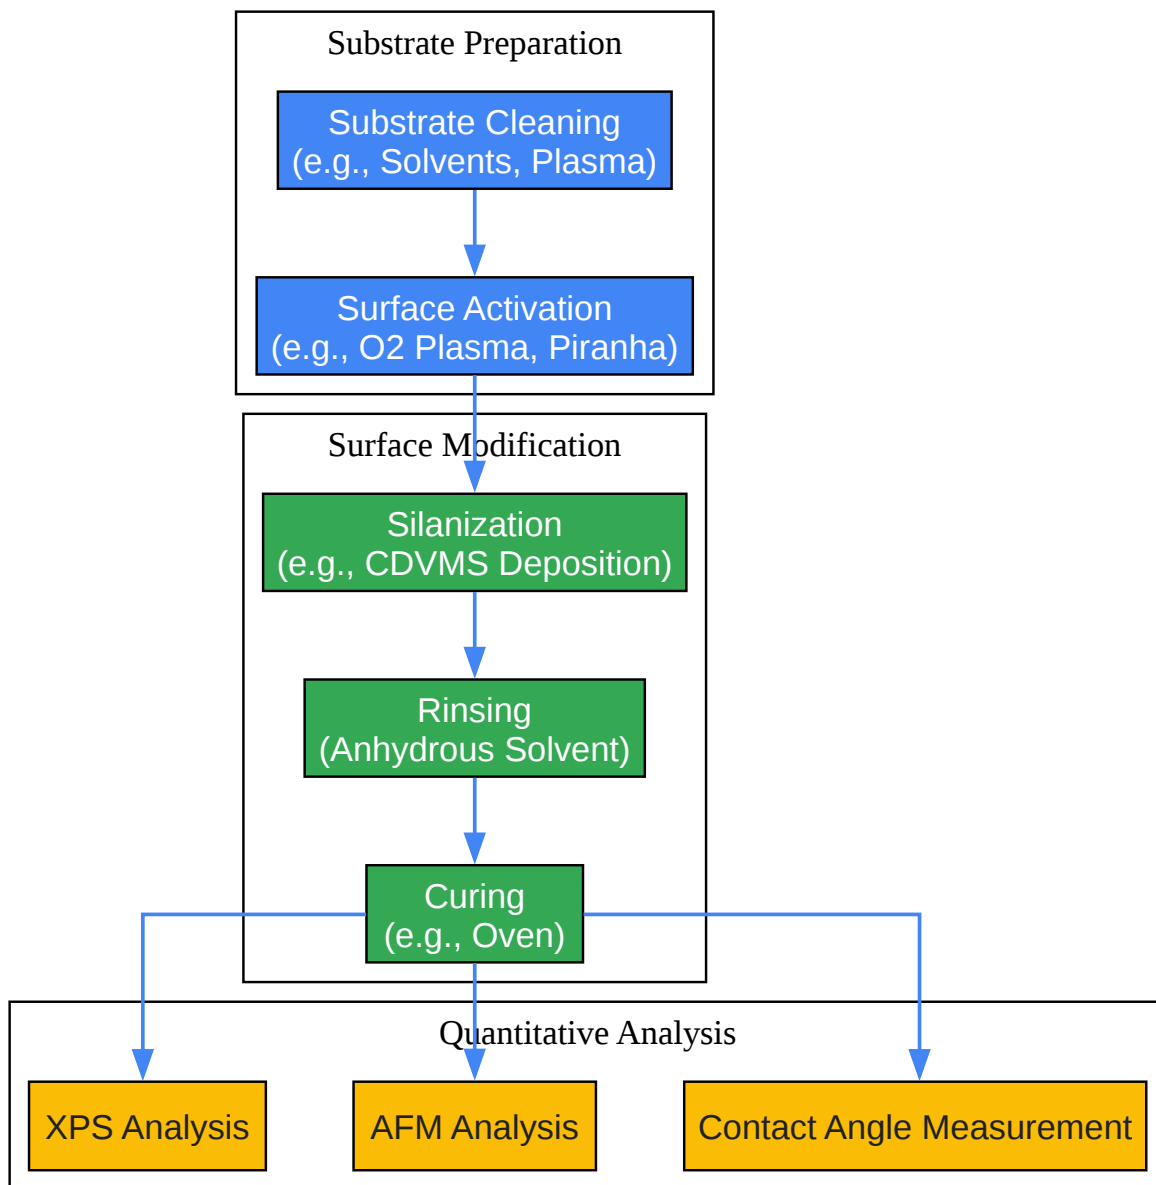 Substrate Preparation
Substrate Cleaning
(e.g., Solvents, Plasma)
Surface Activation
(e.g., O2 Plasma, Piranha)
Surface Modification
Silanization
(e.g., CDVMS Deposition)
Rinsing
(Anhydrous Solvent)
Curing
(e.g., Oven)
Quantitative Analysis
XPS Analysis
AFM Analysis
Contact Angle Measurement